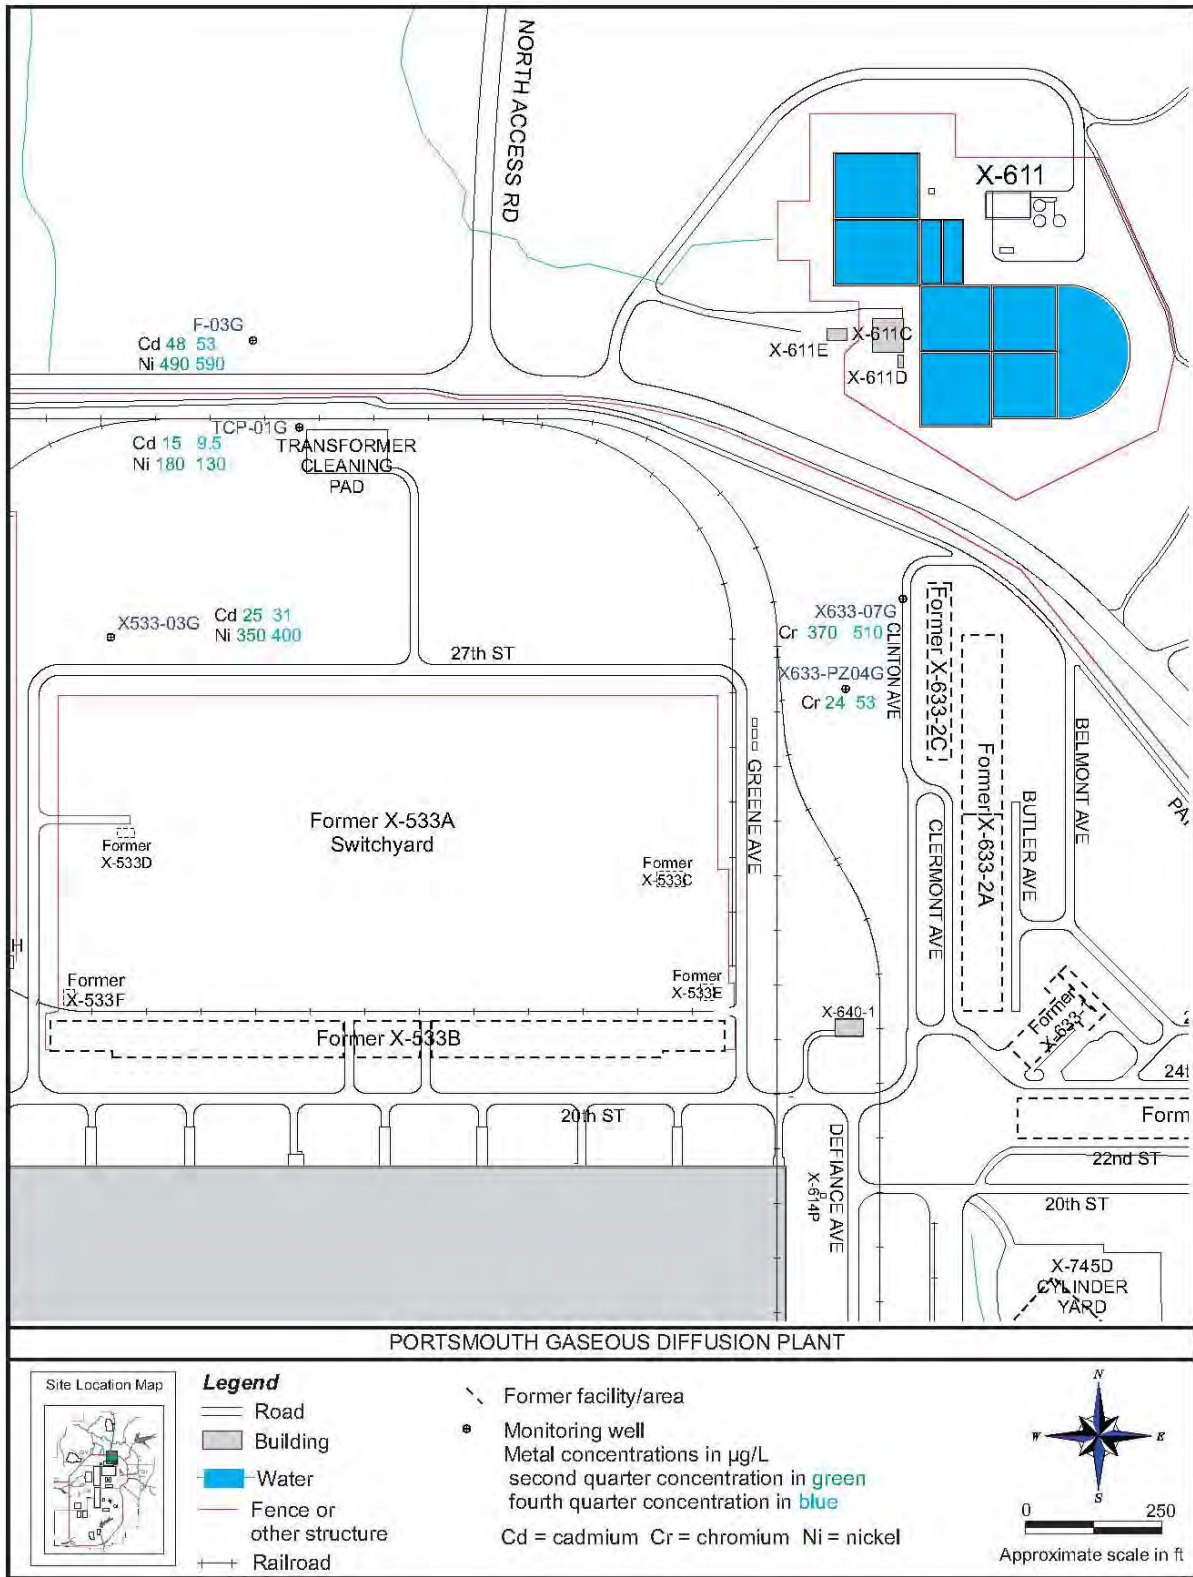 NORTH ACCESS RD
X-611
F-03G
Cd 48 53
Ni 490 590
X-611E
X-611C
X-611D
TCP-01G
Cd 15 9.5
Ni 180 130
TRANSFORMER
CLEANING
PAD
X533-03G
Cd 25 31
Ni 350 400
X633-07G
Cr 370 510
X633-PZ04G
Cr 24 53
CLINTON AVE
Former X-633-2C
27th ST
GREENE AVE
Former X-633-2A
BELMONT AVE
BUTLER AVE
CLERMONT AVE
Former X-533A
Switchyard
Former
X-533D
Former
X-533C
H
Former
X-533F
Former
X-533E
Former X-533B
X-640-1
Former
X-633-1
24t
20th ST
Form
22nd ST
DEFIANCE AVE
X-614P
20th ST
X-745D
CYLINDER
YARD
PORTSMOUTH GASEOUS DIFFUSION PLANT
Site Location Map
Legend
Road
Building
Water
Fence or
other structure
Railroad
Former facility/area
Monitoring well
Metal concentrations in µg/L
second quarter concentration in green
fourth quarter concentration in blue
Cd = cadmium Cr = chromium Ni = nickel
N
W E
S
0 250
Approximate scale in ft